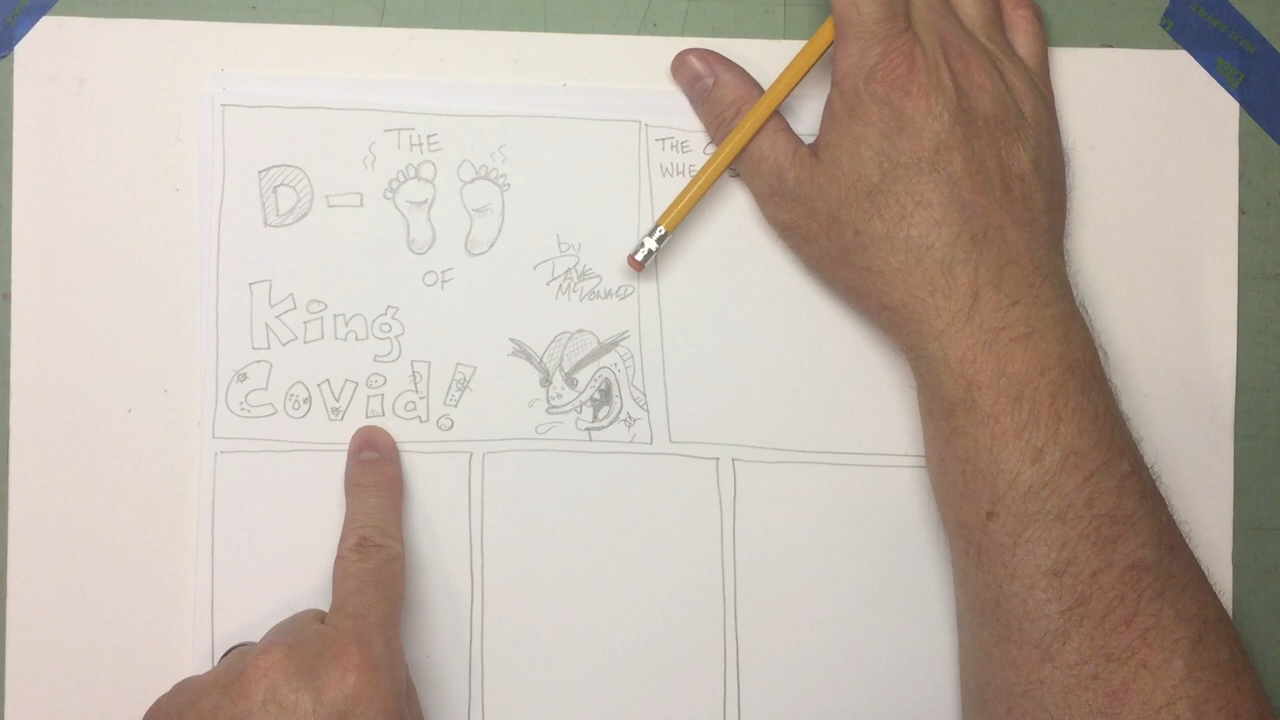 THE
D-
OF
King
Covid!
by
DAVE
McDONALD
THE
WHE